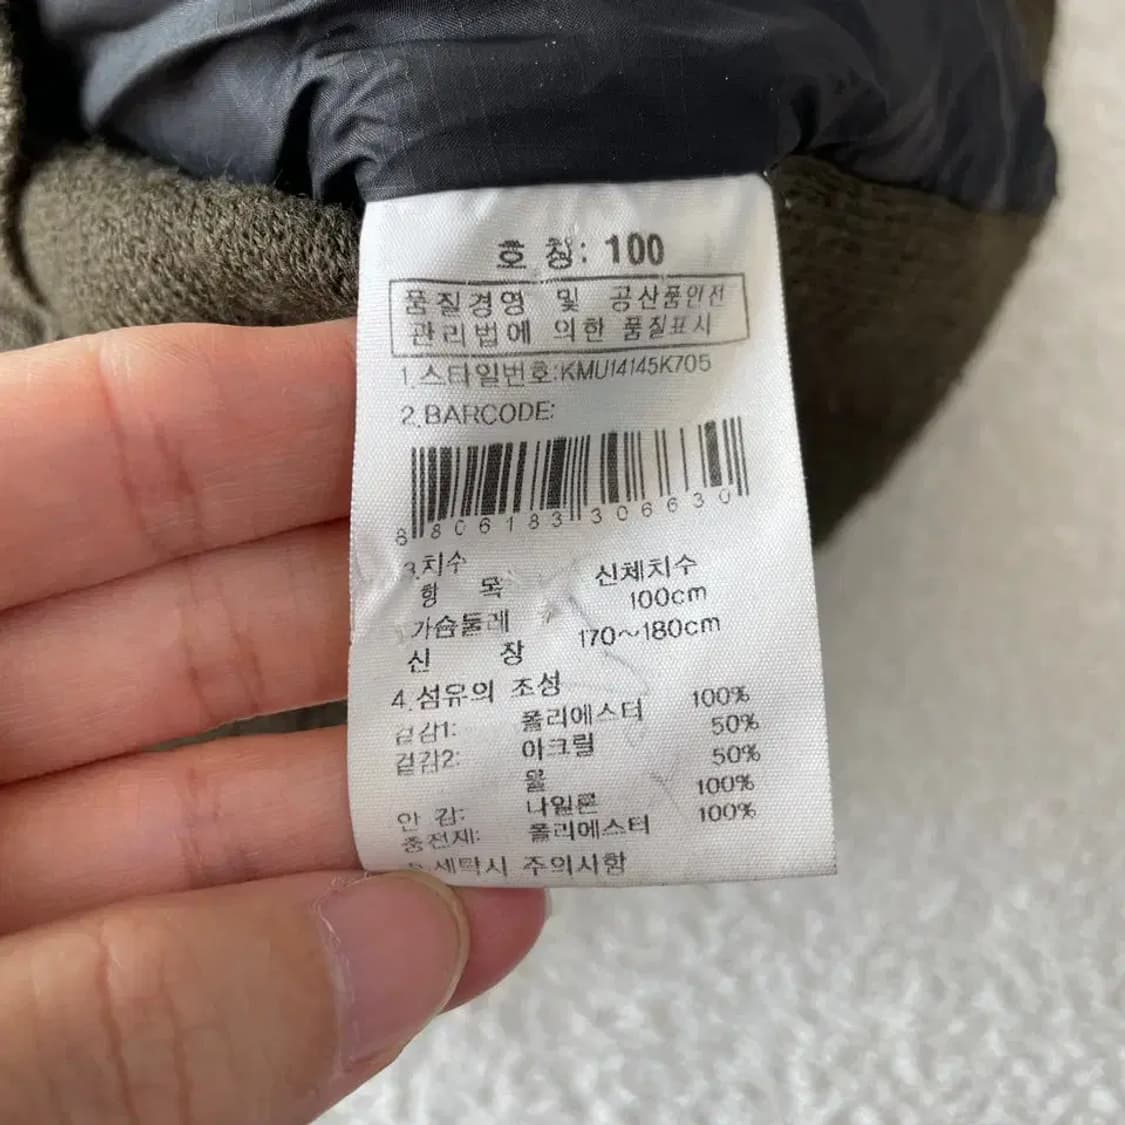 호 칭: 100
품질경영 및 공산품안전
관리법에 의한 품질표시
1.스타일번호:KMU14145K705
2.BARCODE:
8 806183 306630
3.치수
항 목 신체치수
가슴둘레 100cm
신 장 170~180cm
4.섬유의 조성
겉감1: 폴리에스터 100%
겉감2: 아크릴 50%
울 50%
안 감: 나일론 100%
충전재: 폴리에스터 100%
5.세탁시 주의사항